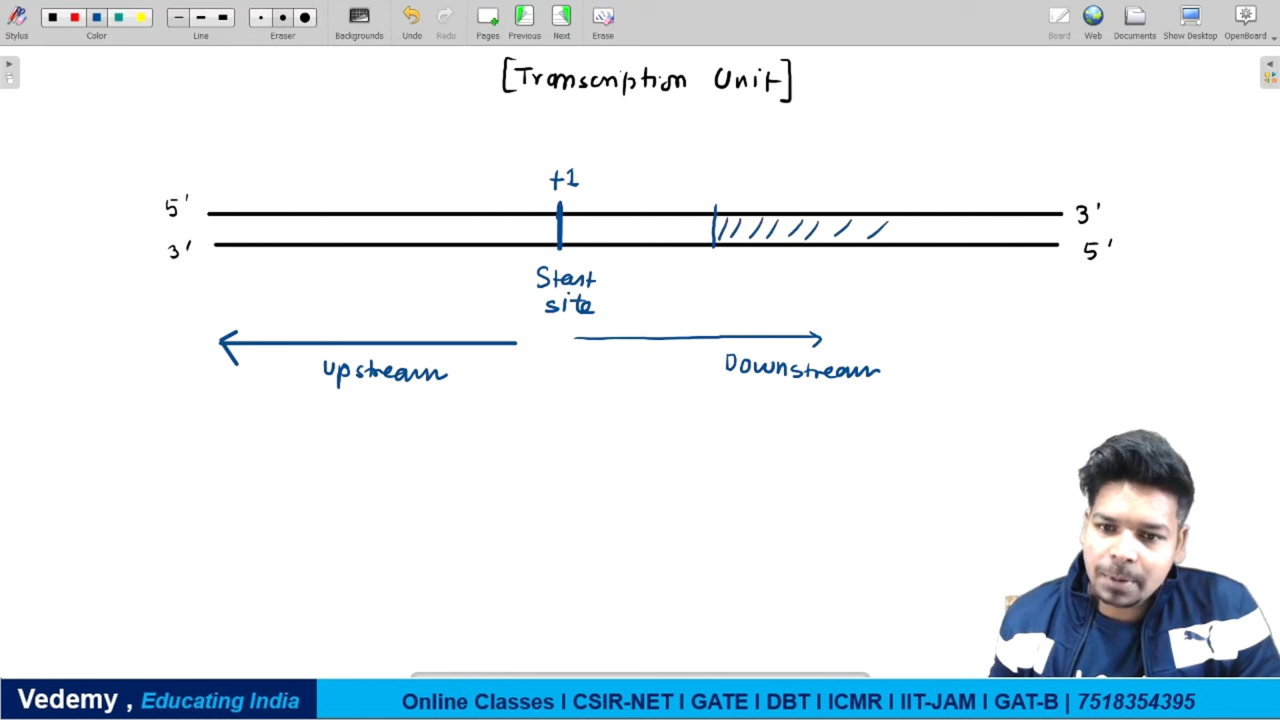 Stylus
Color
Line
Eraser
Backgrounds
Undo
Redo
Pages
Previous
Next
Erase
Board
Web
Documents
Show Desktop
OpenBoard
[Transcription Unit]
+1
5' 3'
3' 5'
Start
site
upstream
Downstream
Vedemy , Educating India
Online Classes I CSIR-NET I GATE I DBT I ICMR I IIT-JAM I GAT-B | 7518354395